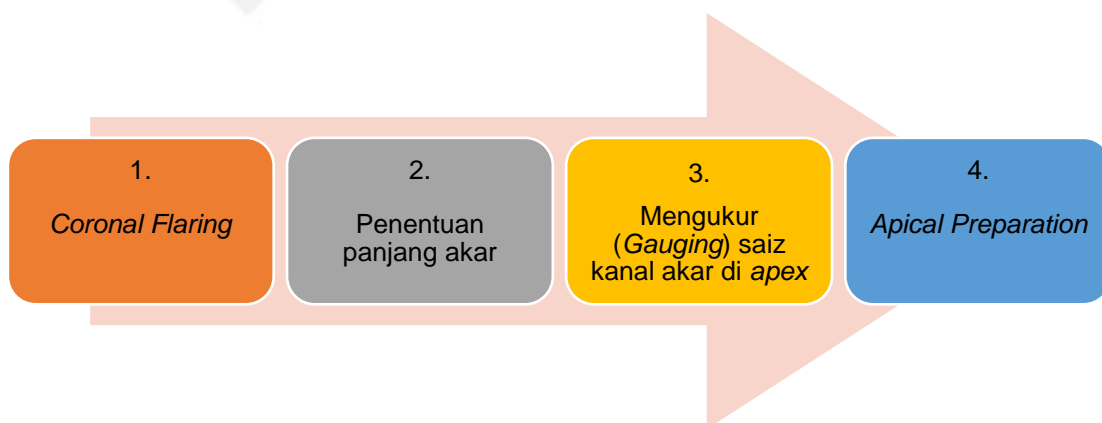 1.
Coronal Flaring
2.
Penentuan
panjang akar
3.
Mengukur
(Gauging) saiz
kanal akar di apex
4.
Apical Preparation